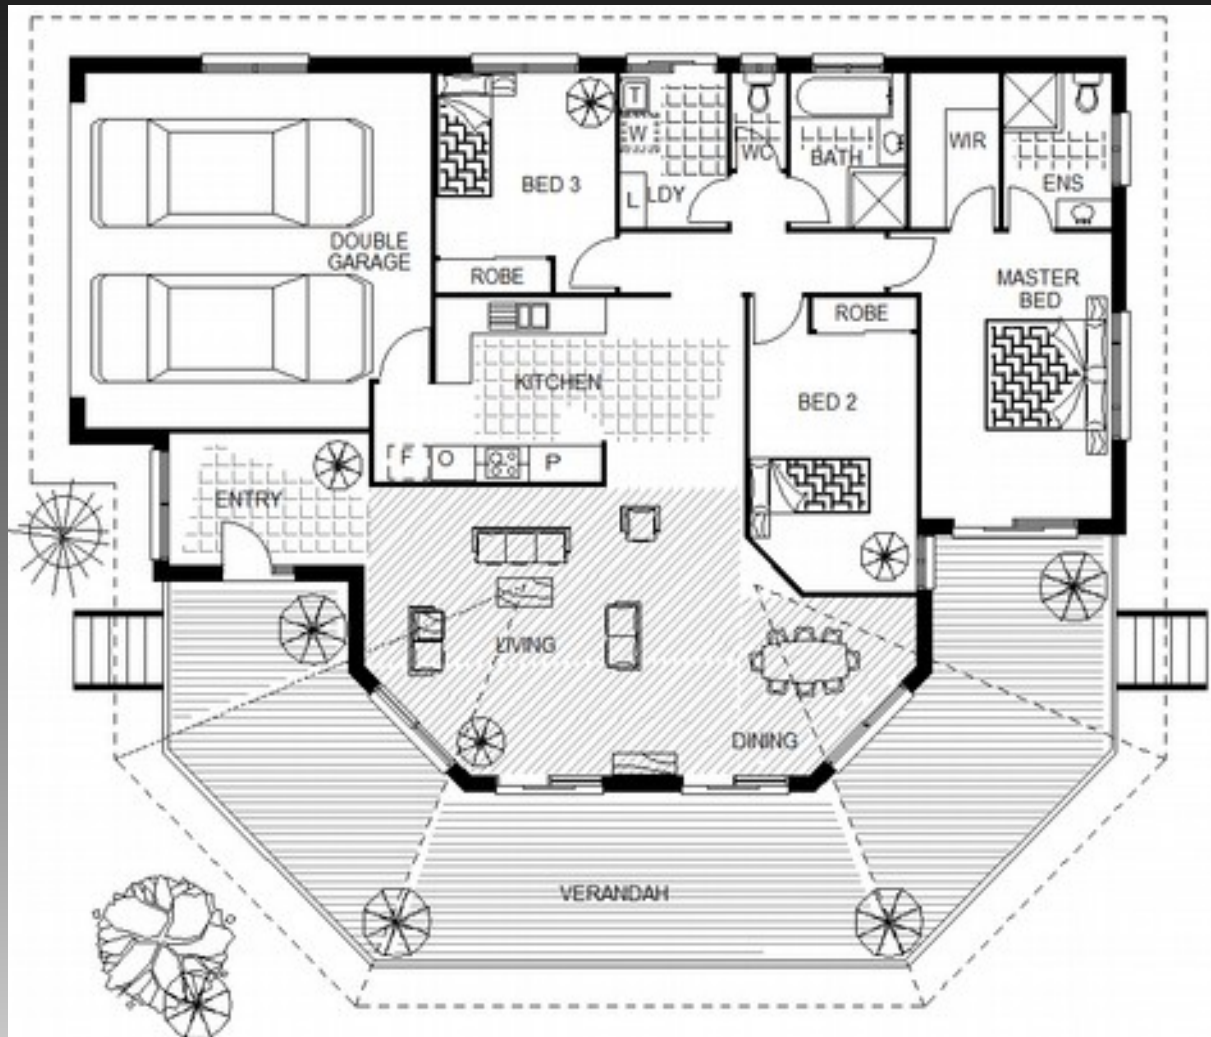 T
W
WC
BATH
WIR
ENS
BED 3
L
LDY
DOUBLE
GARAGE
ROBE
MASTER
BED
ROBE
KITCHEN
BED 2
F
O
P
ENTRY
LIVING
DINING
VERANDAH